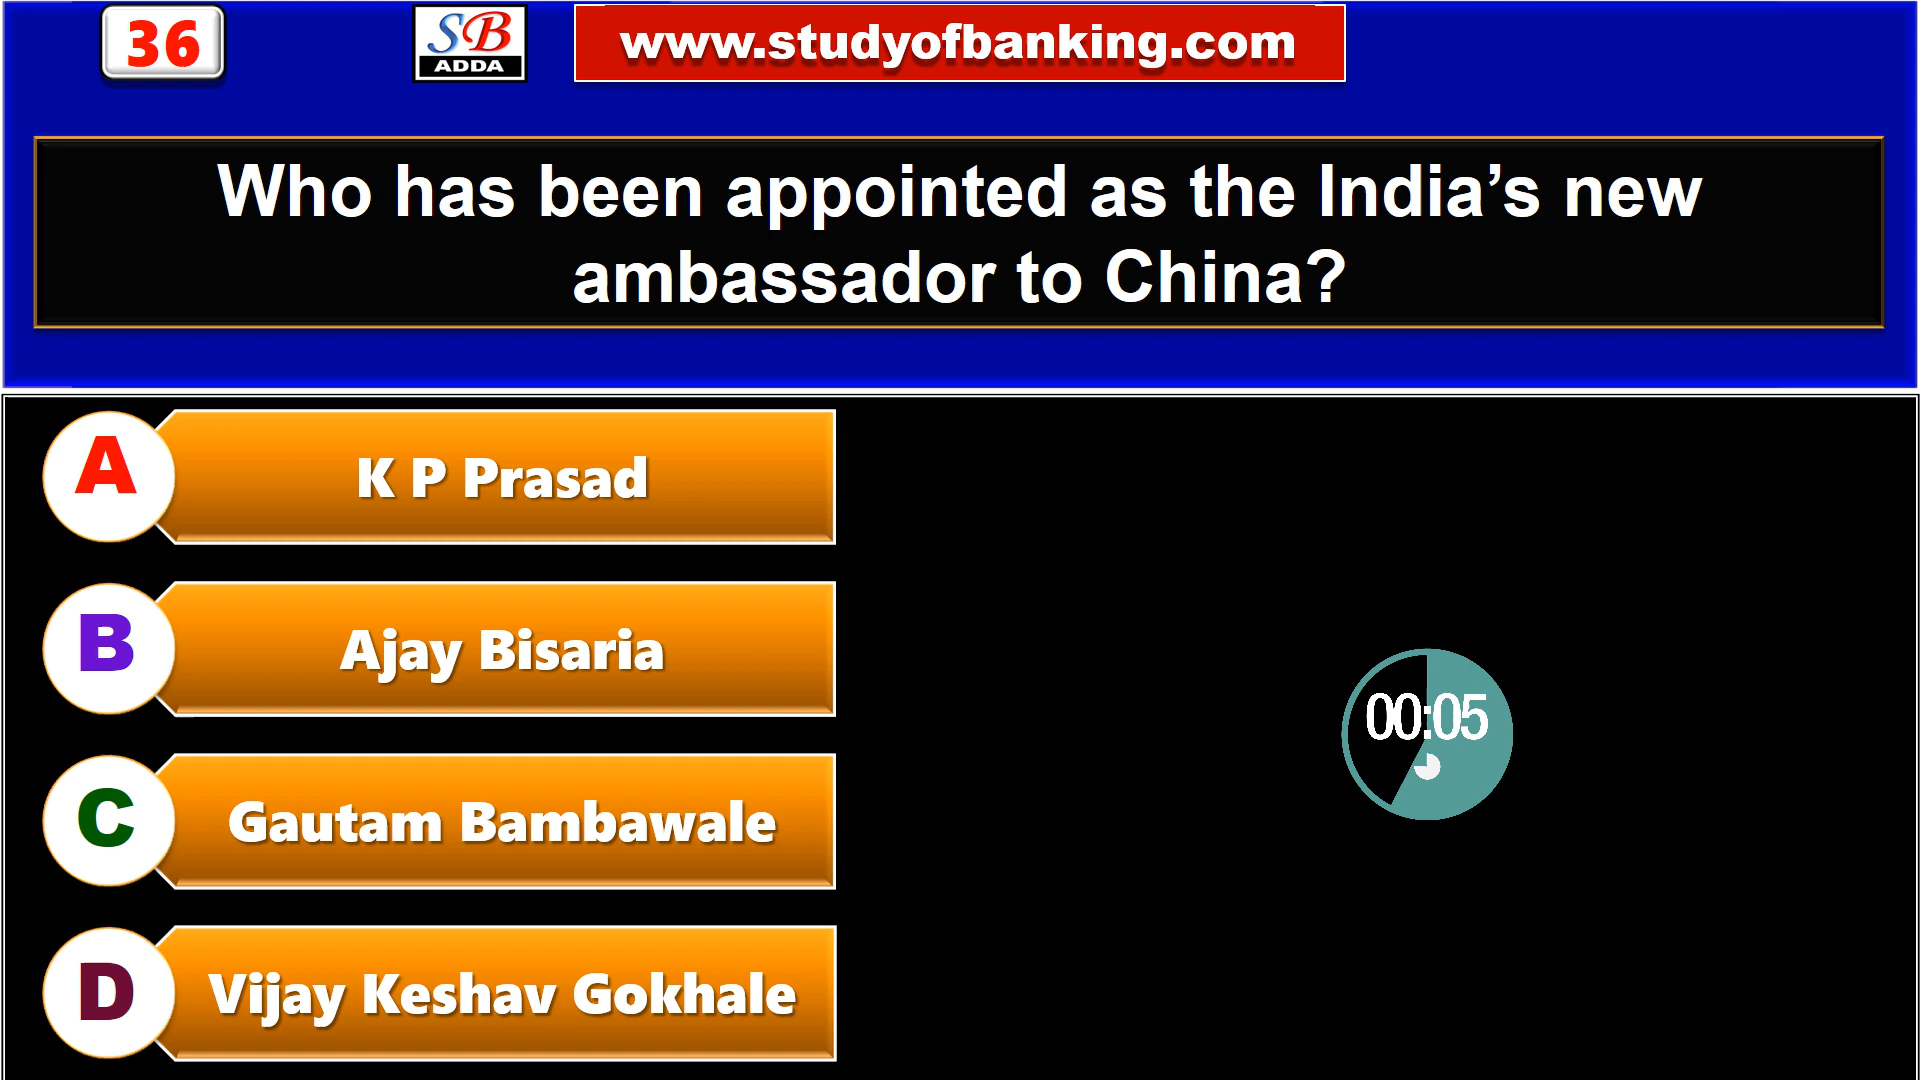 36
SB
ADDA
www.studyofbanking.com
Who has been appointed as the India’s new
ambassador to China?
A
K P Prasad
B
Ajay Bisaria
C
Gautam Bambawale
D
Vijay Keshav Gokhale
00:05